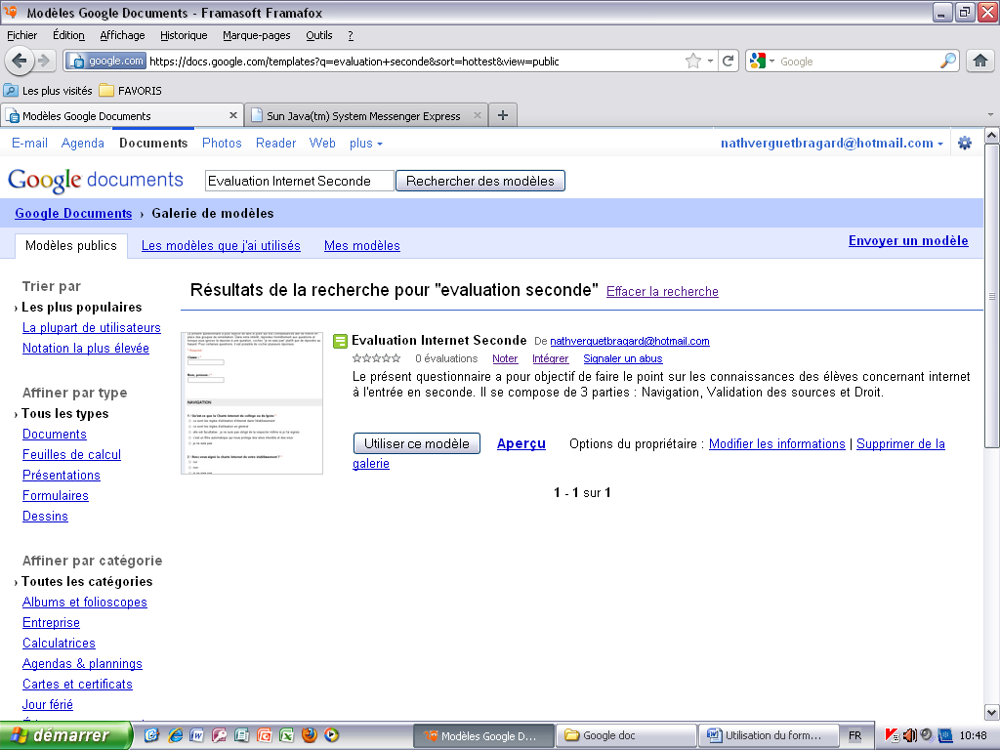 Modèles Google Documents - Framasoft Framafox
Fichier Édition Affichage Historique Marque-pages Outils ?
google.com https://docs.google.com/templates?q=evaluation+seconde&sort=hottest&view=public Google
Les plus visités FAVORIS
Modèles Google Documents Sun Java(tm) System Messenger Express
E-mail Agenda Documents Photos Reader Web plus nathverguetbragard@hotmail.com
Google documents Evaluation Internet Seconde Rechercher des modèles
Google Documents › Galerie de modèles
Modèles publics Les modèles que j'ai utilisés Mes modèles Envoyer un modèle
Trier par
› Les plus populaires
La plupart de utilisateurs
Notation la plus élevée
Affiner par type
› Tous les types
Documents
Feuilles de calcul
Présentations
Formulaires
Dessins
Affiner par catégorie
› Toutes les catégories
Albums et folioscopes
Entreprise
Calculatrices
Agendas & plannings
Cartes et certificats
Jour férié
Résultats de la recherche pour "evaluation seconde" Effacer la recherche
NAVIGATION
Evaluation Internet Seconde De nathverguetbragard@hotmail.com
0 évaluations Noter Intégrer Signaler un abus
Le présent questionnaire a pour objectif de faire le point sur les connaissances des élèves concernant internet
à l'entrée en seconde. Il se compose de 3 parties : Navigation, Validation des sources et Droit.
Utiliser ce modèle Aperçu Options du propriétaire : Modifier les informations | Supprimer de la
galerie
1 - 1 sur 1
démarrer Modèles Google D... Google doc Utilisation du form... FR 10:48